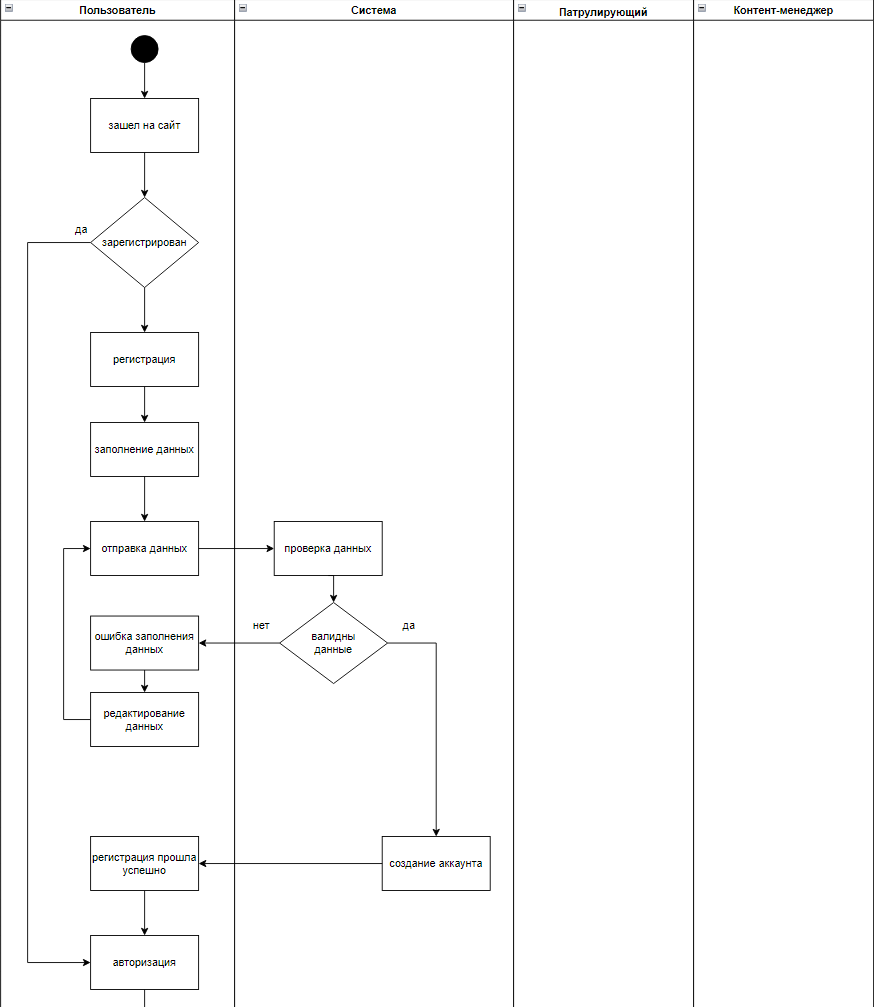 Пользователь
Система
Патрулирующий
Контент-менеджер
зашел на сайт
да
зарегистрирован
регистрация
заполнение данных
отправка данных
проверка данных
ошибка заполнения
данных
нет
валидны
данные
да
редактирование
данных
регистрация прошла
успешно
создание аккаунта
авторизация